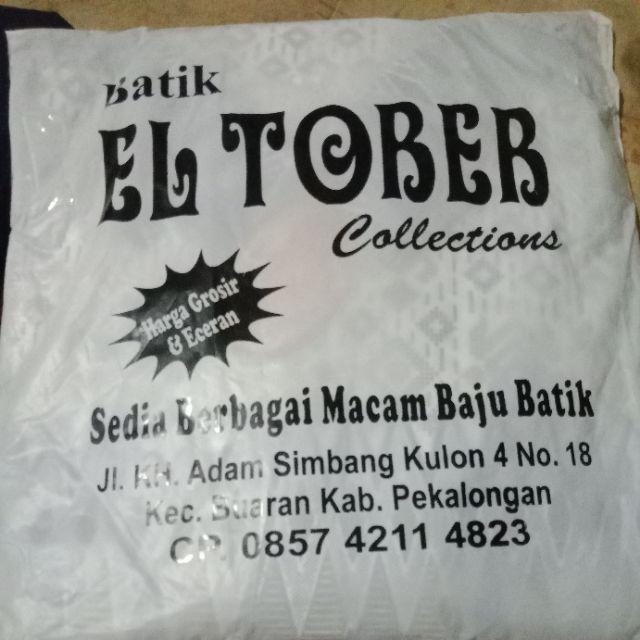 Batik
EL TOBER
Collections
Harga Grosir
& Eceran
Sedia Berbagai Macam Baju Batik
Jl. KH. Adam Simbang Kulon 4 No. 18
Kec. Buaran Kab. Pekalongan
CP. 0857 4211 4823